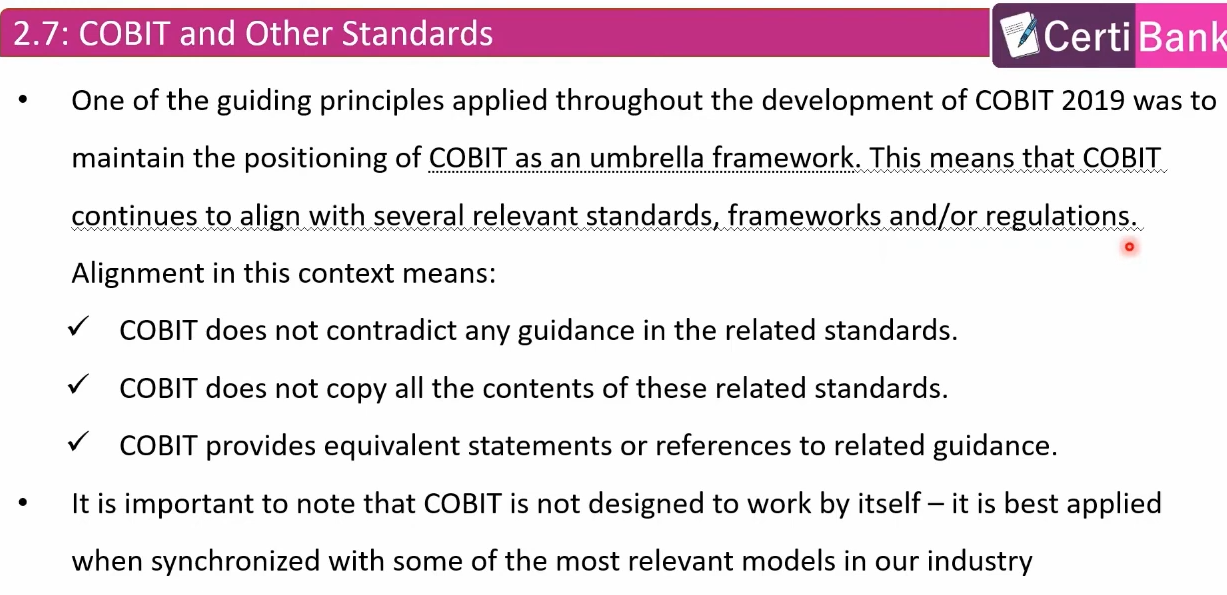 2.7: COBIT and Other Standards
CertiBank
• One of the guiding principles applied throughout the development of COBIT 2019 was to
maintain the positioning of COBIT as an umbrella framework. This means that COBIT
continues to align with several relevant standards, frameworks and/or regulations.
Alignment in this context means:
✓ COBIT does not contradict any guidance in the related standards.
✓ COBIT does not copy all the contents of these related standards.
✓ COBIT provides equivalent statements or references to related guidance.
• It is important to note that COBIT is not designed to work by itself – it is best applied
when synchronized with some of the most relevant models in our industry